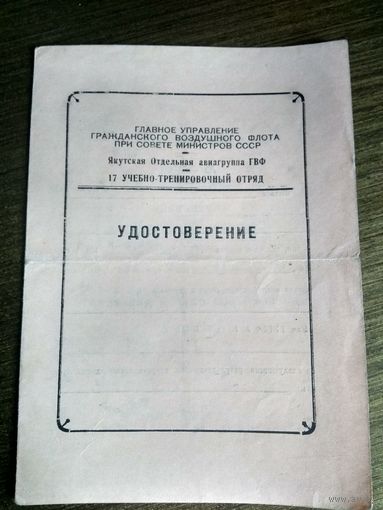 ГЛАВНОЕ УПРАВЛЕНИЕ
ГРАЖДАНСКОГО ВОЗДУШНОГО ФЛОТА
ПРИ СОВЕТЕ МИНИСТРОВ СССР
Якутская Отдельная авиагруппа ГВФ
17 УЧЕБНО-ТРЕНИРОВОЧНЫЙ ОТРЯД
УДОСТОВЕРЕНИЕ